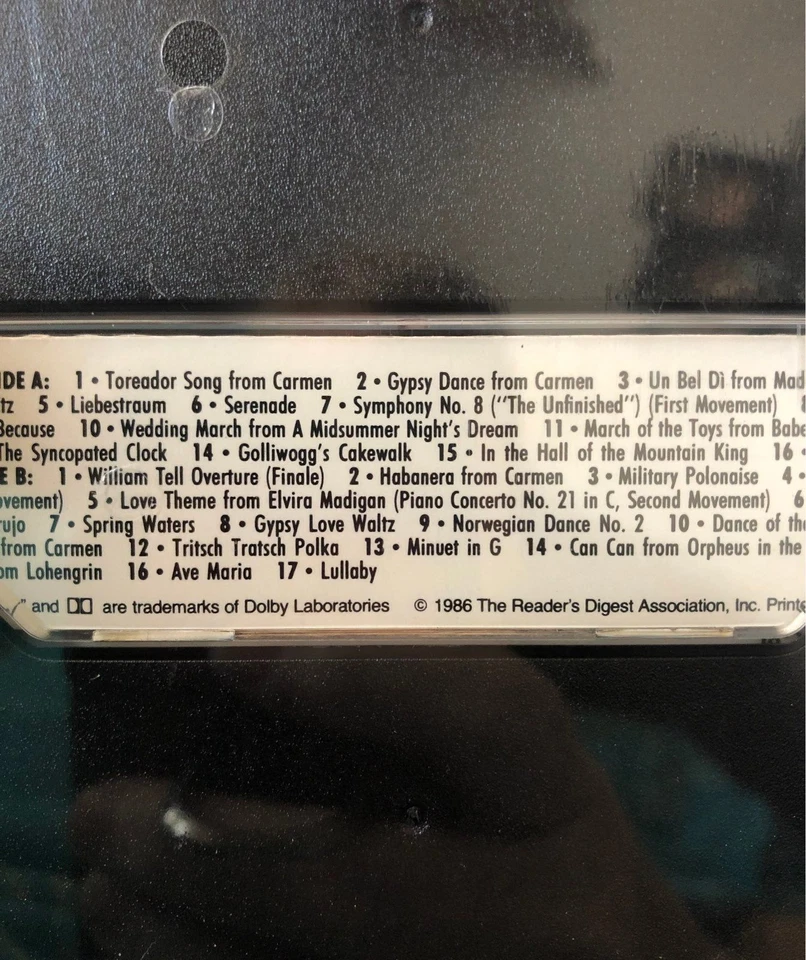 IDE A: 1 • Toreador Song from Carmen 2 • Gypsy Dance from Carmen 3 • Un Bel Dì from Mad
tz 5 • Liebestraum 6 • Serenade 7 • Symphony No. 8 ("The Unfinished") (First Movement) 8
Because 10 • Wedding March from A Midsummer Night's Dream 11 • March of the Toys from Babe
The Syncopated Clock 14 • Golliwogg's Cakewalk 15 • In the Hall of the Mountain King 16 •
E B: 1 • William Tell Overture (Finale) 2 • Habanera from Carmen 3 • Military Polonaise 4 •
ovement) 5 • Love Theme from Elvira Madigan (Piano Concerto No. 21 in C, Second Movement) 6
rujo 7 • Spring Waters 8 • Gypsy Love Waltz 9 • Norwegian Dance No. 2 10 • Dance of th
from Carmen 12 • Tritsch Tratsch Polka 13 • Minuet in G 14 • Can Can from Orpheus in the
om Lohengrin 16 • Ave Maria 17 • Lullaby
" and are trademarks of Dolby Laboratories © 1986 The Reader's Digest Association, Inc. Printe